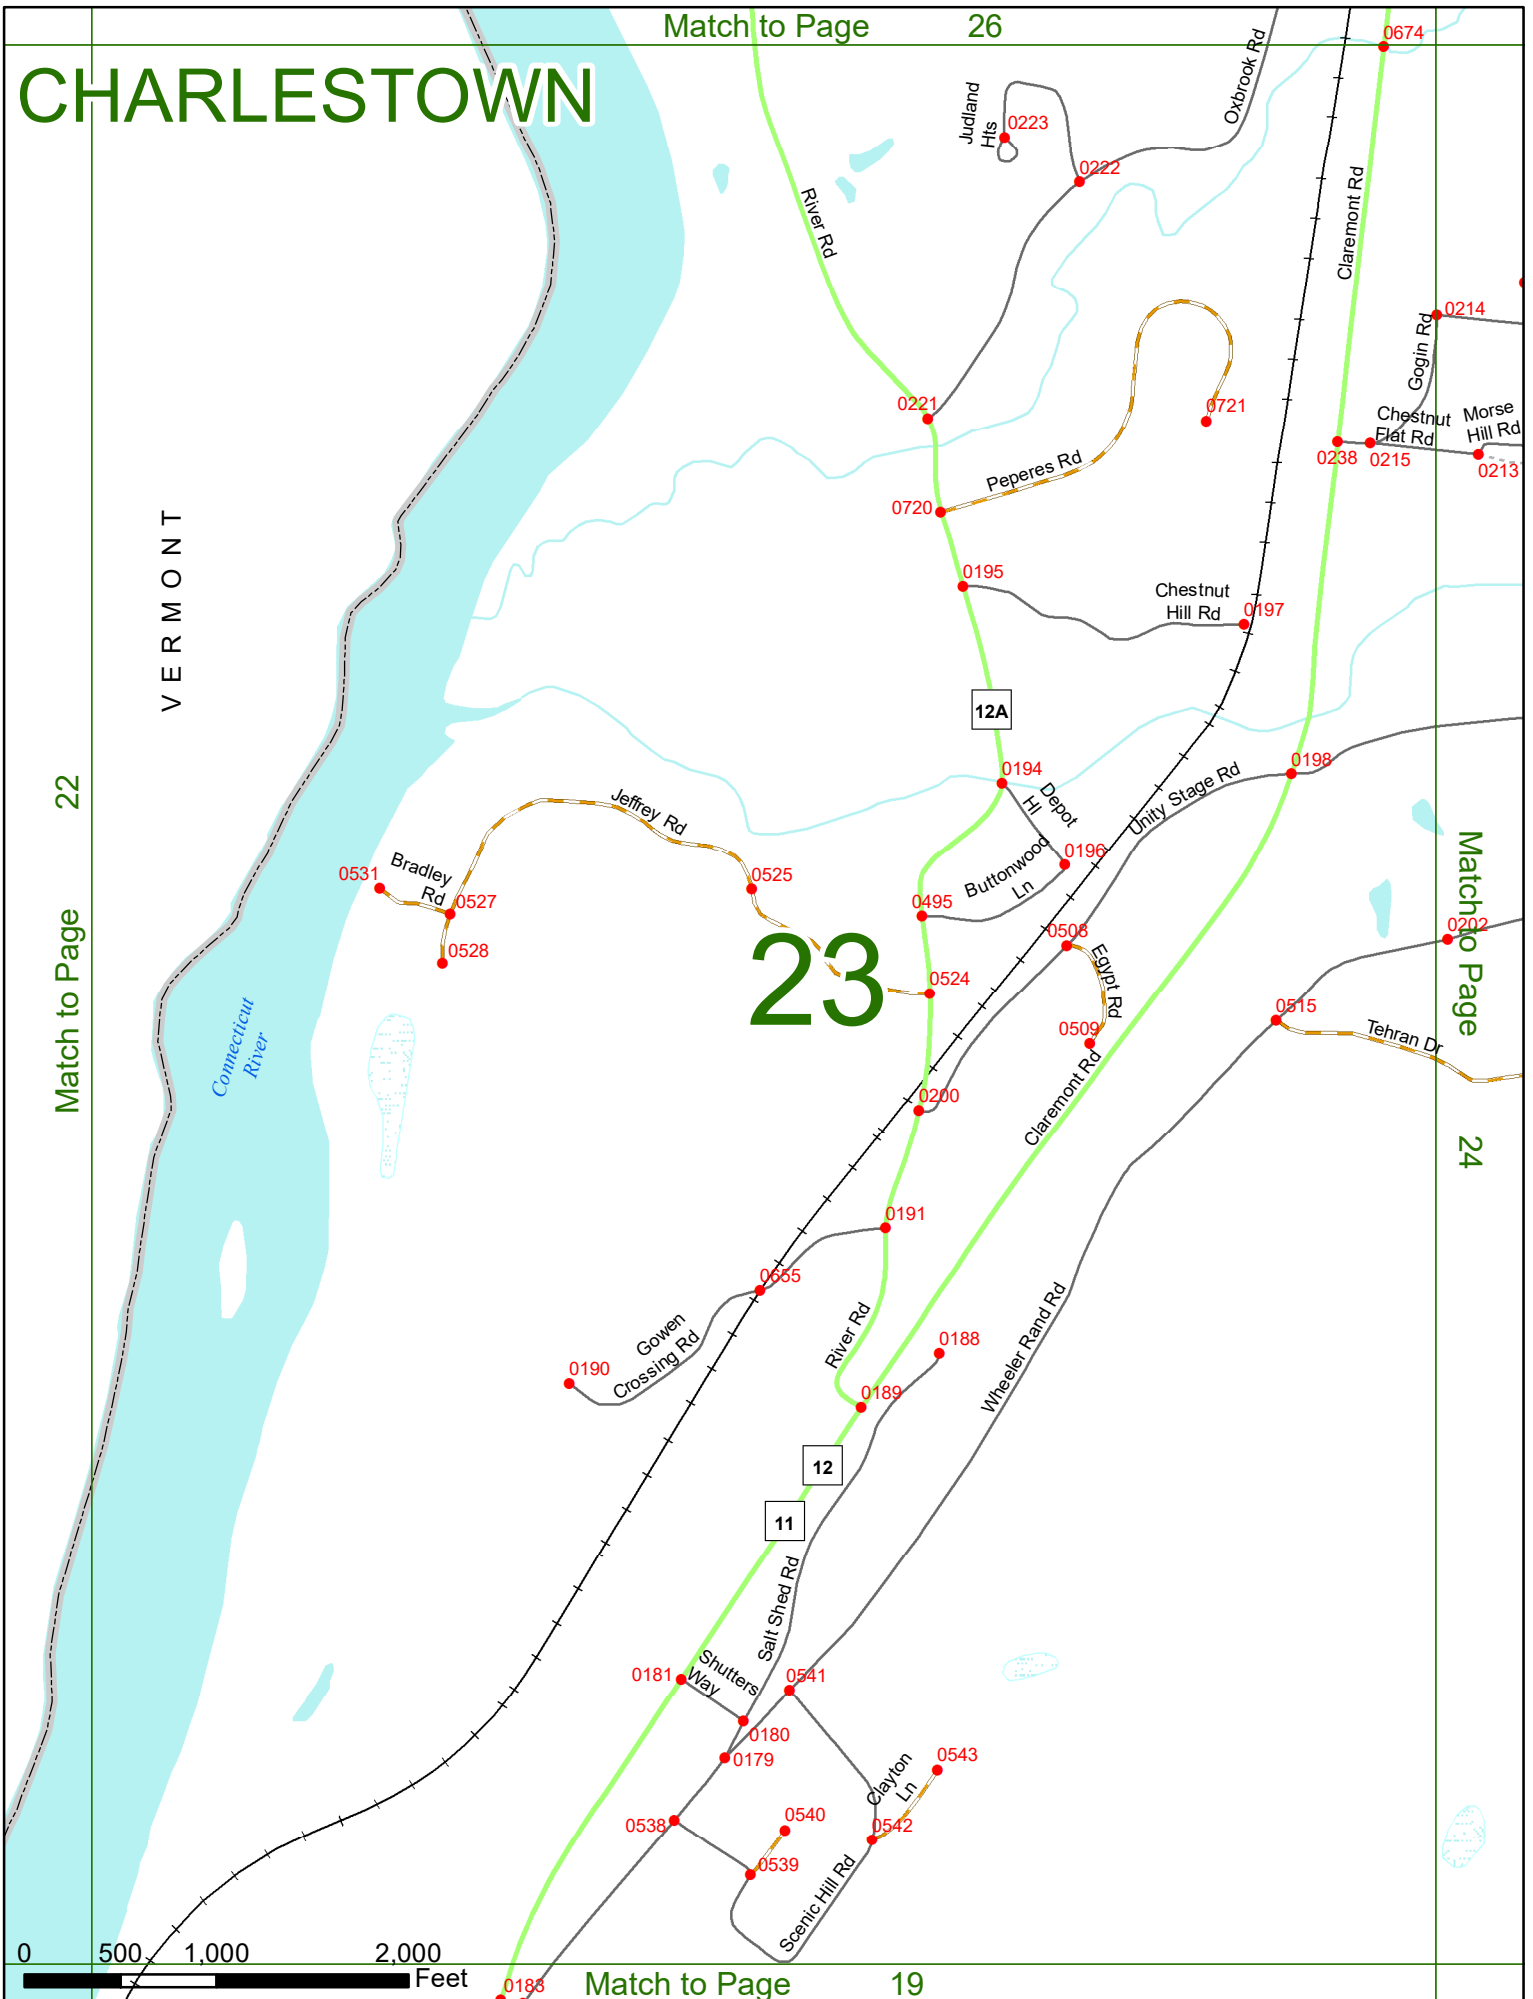 Match to Page 26
CHARLESTOWN
0674
Oxbrook Rd
Judland
Hts
0223
0222
River Rd
Claremont Rd
0214
Gogin Rd
0221
0721
Chestnut
Flat Rd
Morse
Hill Rd
0238
0215
0213
Peperes Rd
0720
VERMONT
0195
Chestnut
Hill Rd
0197
12A
0194
0198
Depot
Hl
Unity Stage Rd
22
Match to Page
Jeffrey Rd
Bradley
Rd
0531
0527
0528
0525
Buttonwood
Ln
0196
0495
0508
Egypt Rd
0202
Match to Page
24
23
0524
0509
0515
Tehran Dr
Connecticut
River
0200
Claremont Rd
0191
0655
Gowen
Crossing Rd
0190
River Rd
0188
0189
Wheeler Rand Rd
12
11
Salt Shed Rd
Shutters
Way
0181
0541
0180
0179
Clayton
Ln
0543
0538
0540
0542
0539
Scenic Hill Rd
0 500 1,000 2,000
Feet
0183
Match to Page 19